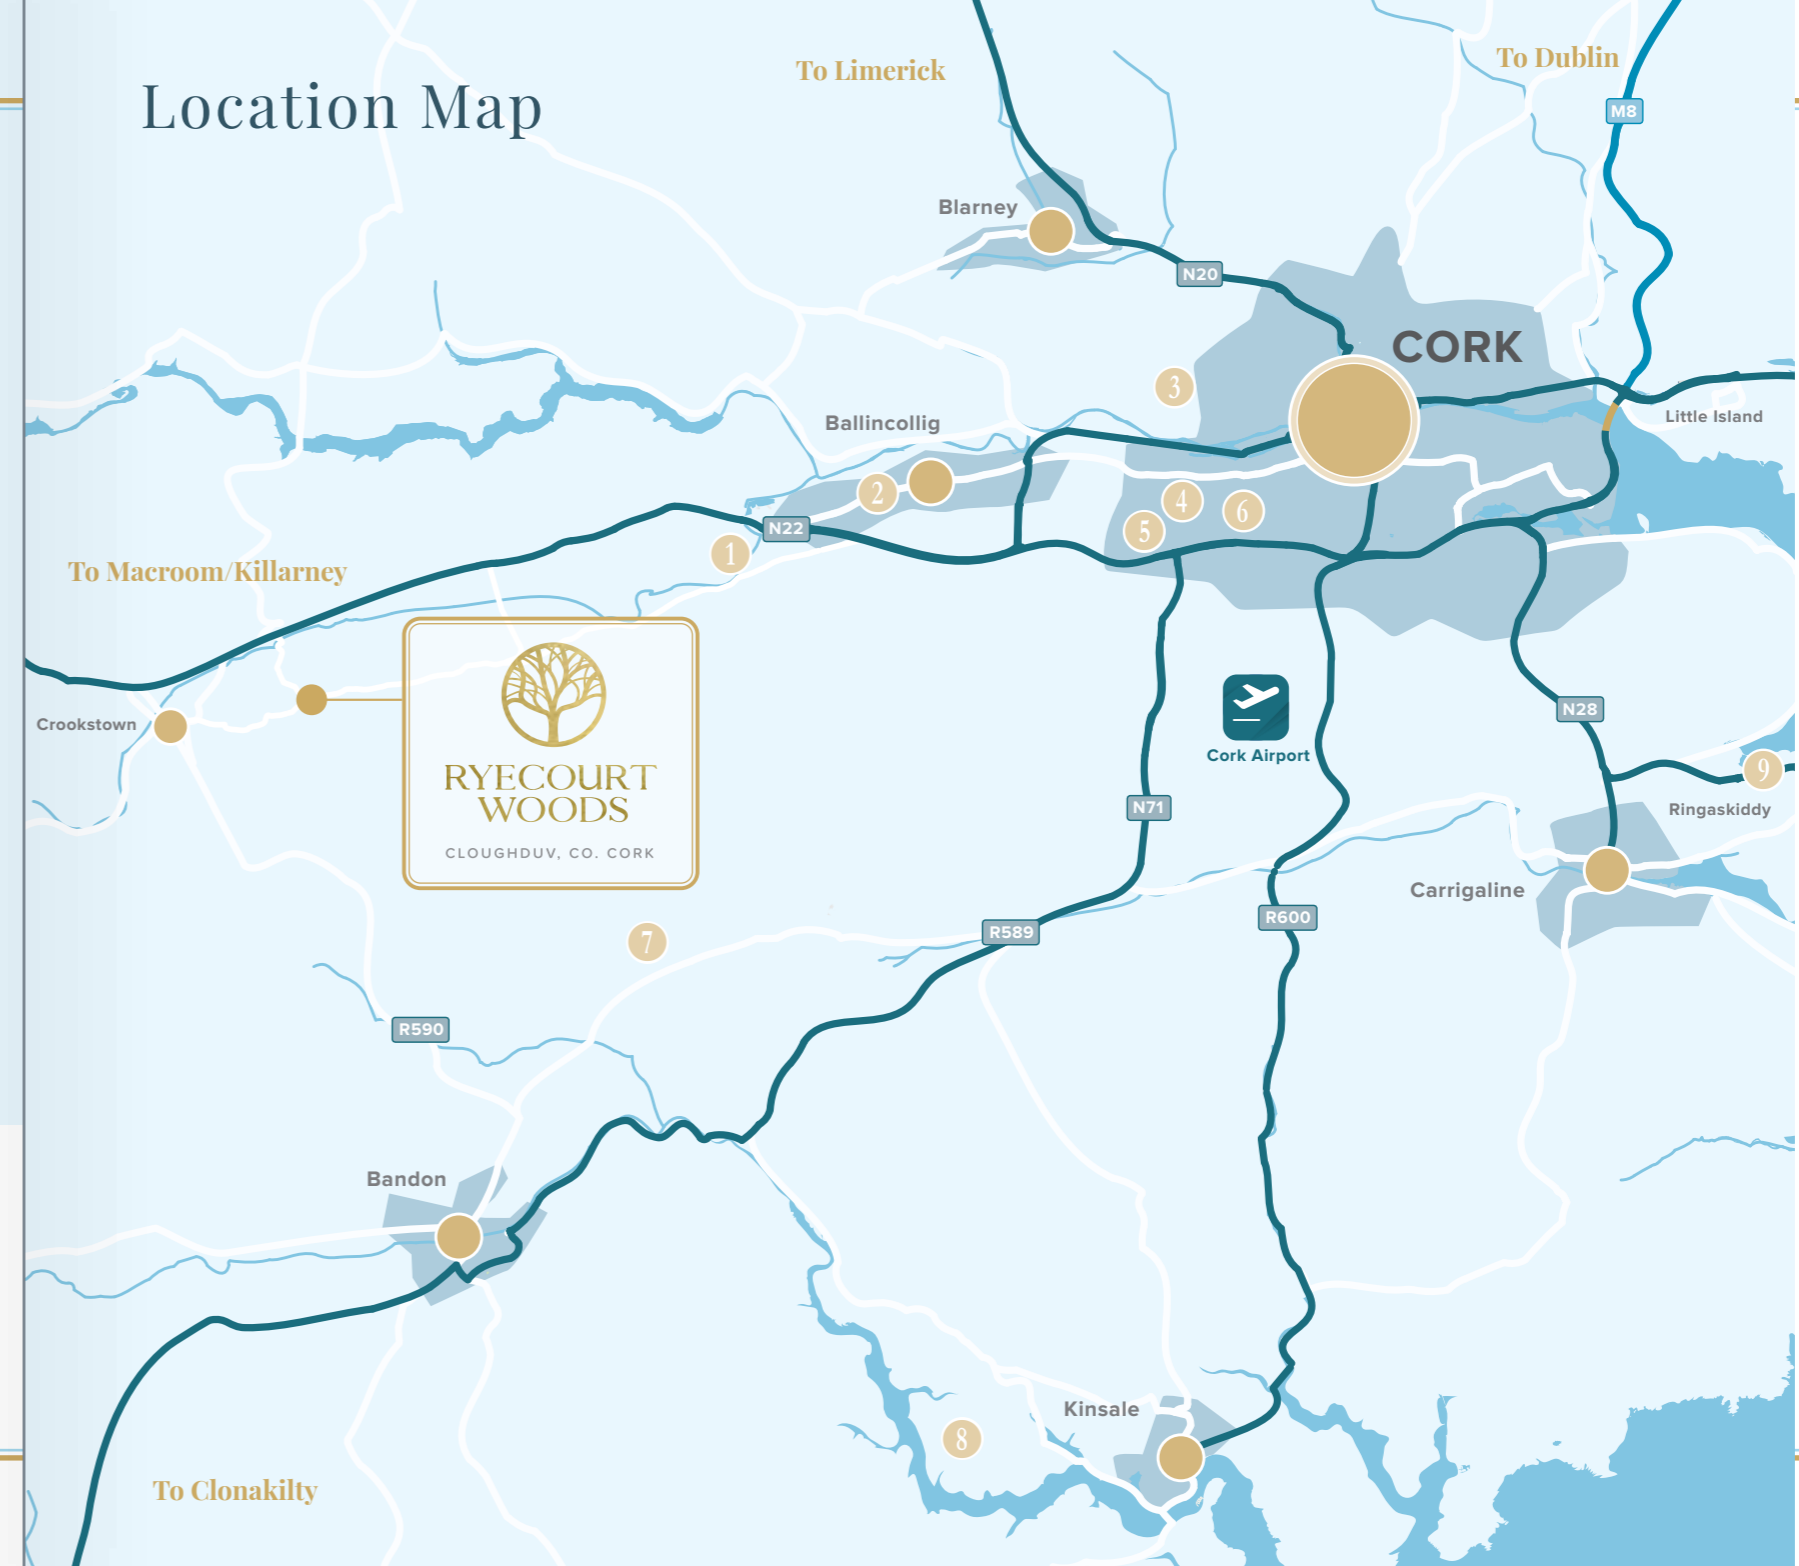 Location Map
To Limerick
To Dublin
M8
Blarney
N20
CORK
3
Little Island
Ballincollig
2
4
6
5
N22
1
To Macroom/Killarney
Crookstown
RYECOURT
WOODS
CLOUGHDUV, CO. CORK
Cork Airport
N28
9
Ringaskiddy
N71
Carrigaline
R589
R600
7
R590
Bandon
Kinsale
8
To Clonakilty